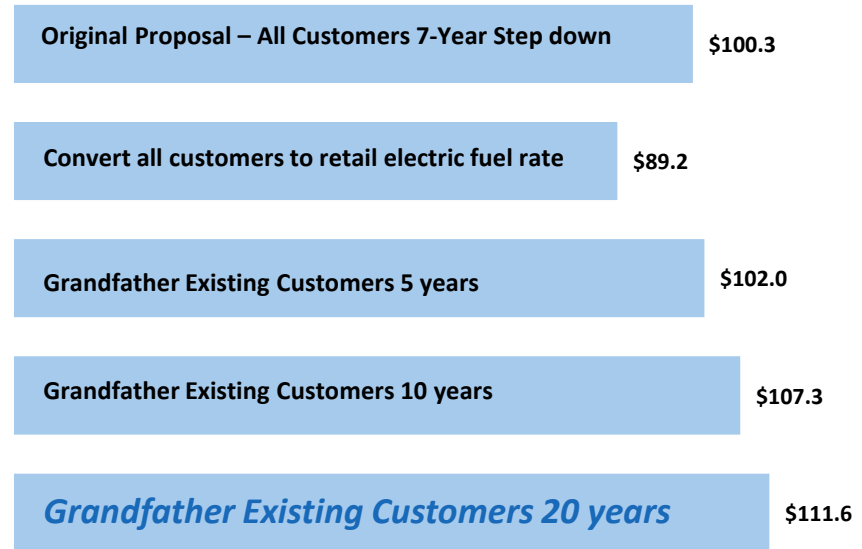 Original Proposal – All Customers 7-Year Step down
$100.3
Convert all customers to retail electric fuel rate
$89.2
Grandfather Existing Customers 5 years
$102.0
Grandfather Existing Customers 10 years
$107.3
Grandfather Existing Customers 20 years
$111.6